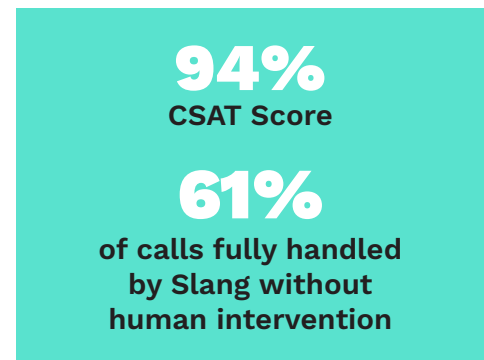 94%
CSAT Score
61%
of calls fully handled
by Slang without
human intervention